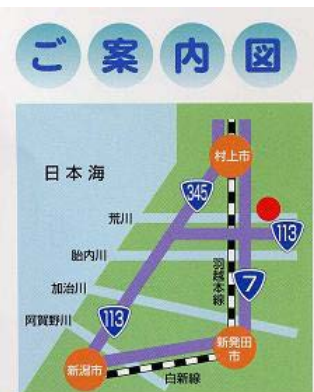 ご案内図
村上市
日本海
345
荒川
113
胎内川
羽越本線
加治川
7
阿賀野川
113
新発田市
新潟市
白新線